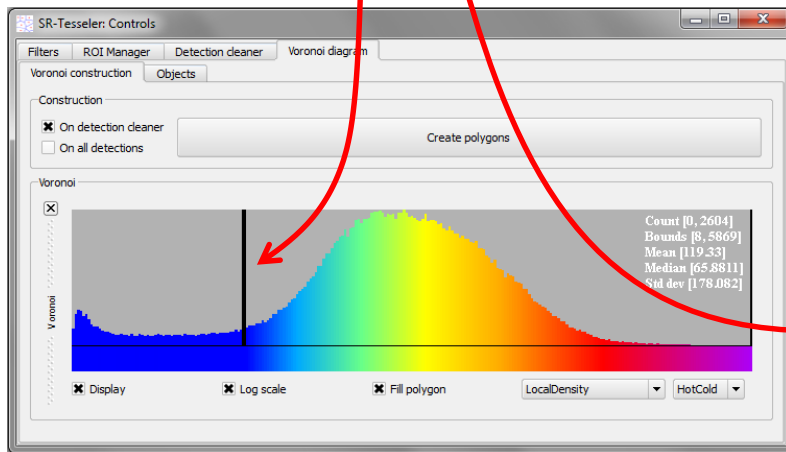 SR-Tesseler: Controls
Filters ROI Manager Detection cleaner Voronoi diagram
Voronoi construction Objects
Construction
On detection cleaner
On all detections
Create polygons
Voronoi
Voronoi
Count [0, 2604]
Bounds [8, 5869]
Mean [119.33]
Median [65.8811]
Std dev [178.082]
Display Log scale Fill polygon LocalDensity HotCold